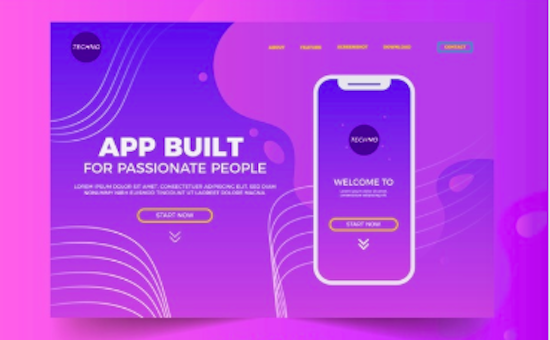 TECHNO
ABOUT FEATURE SCREENSHOT DOWNLOAD CONTACT
APP BUILT
FOR PASSIONATE PEOPLE
LOREM IPSUM DOLOR SIT AMET, CONSECTETUER ADIPISCING ELIT, SED DIAM
NONUMMY NIBH EUISMOD TINCIDUNT UT LAOREET DOLORE MAGNA
START NOW
TECHNO
WELCOME TO
START NOW